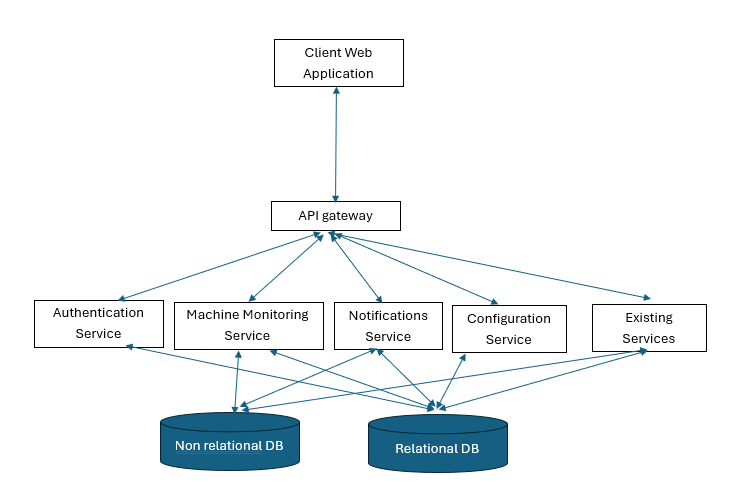 Client Web
Application
API gateway
Authentication
Service
Machine Monitoring
Service
Notifications
Service
Configuration
Service
Existing
Services
Non relational DB
Relational DB